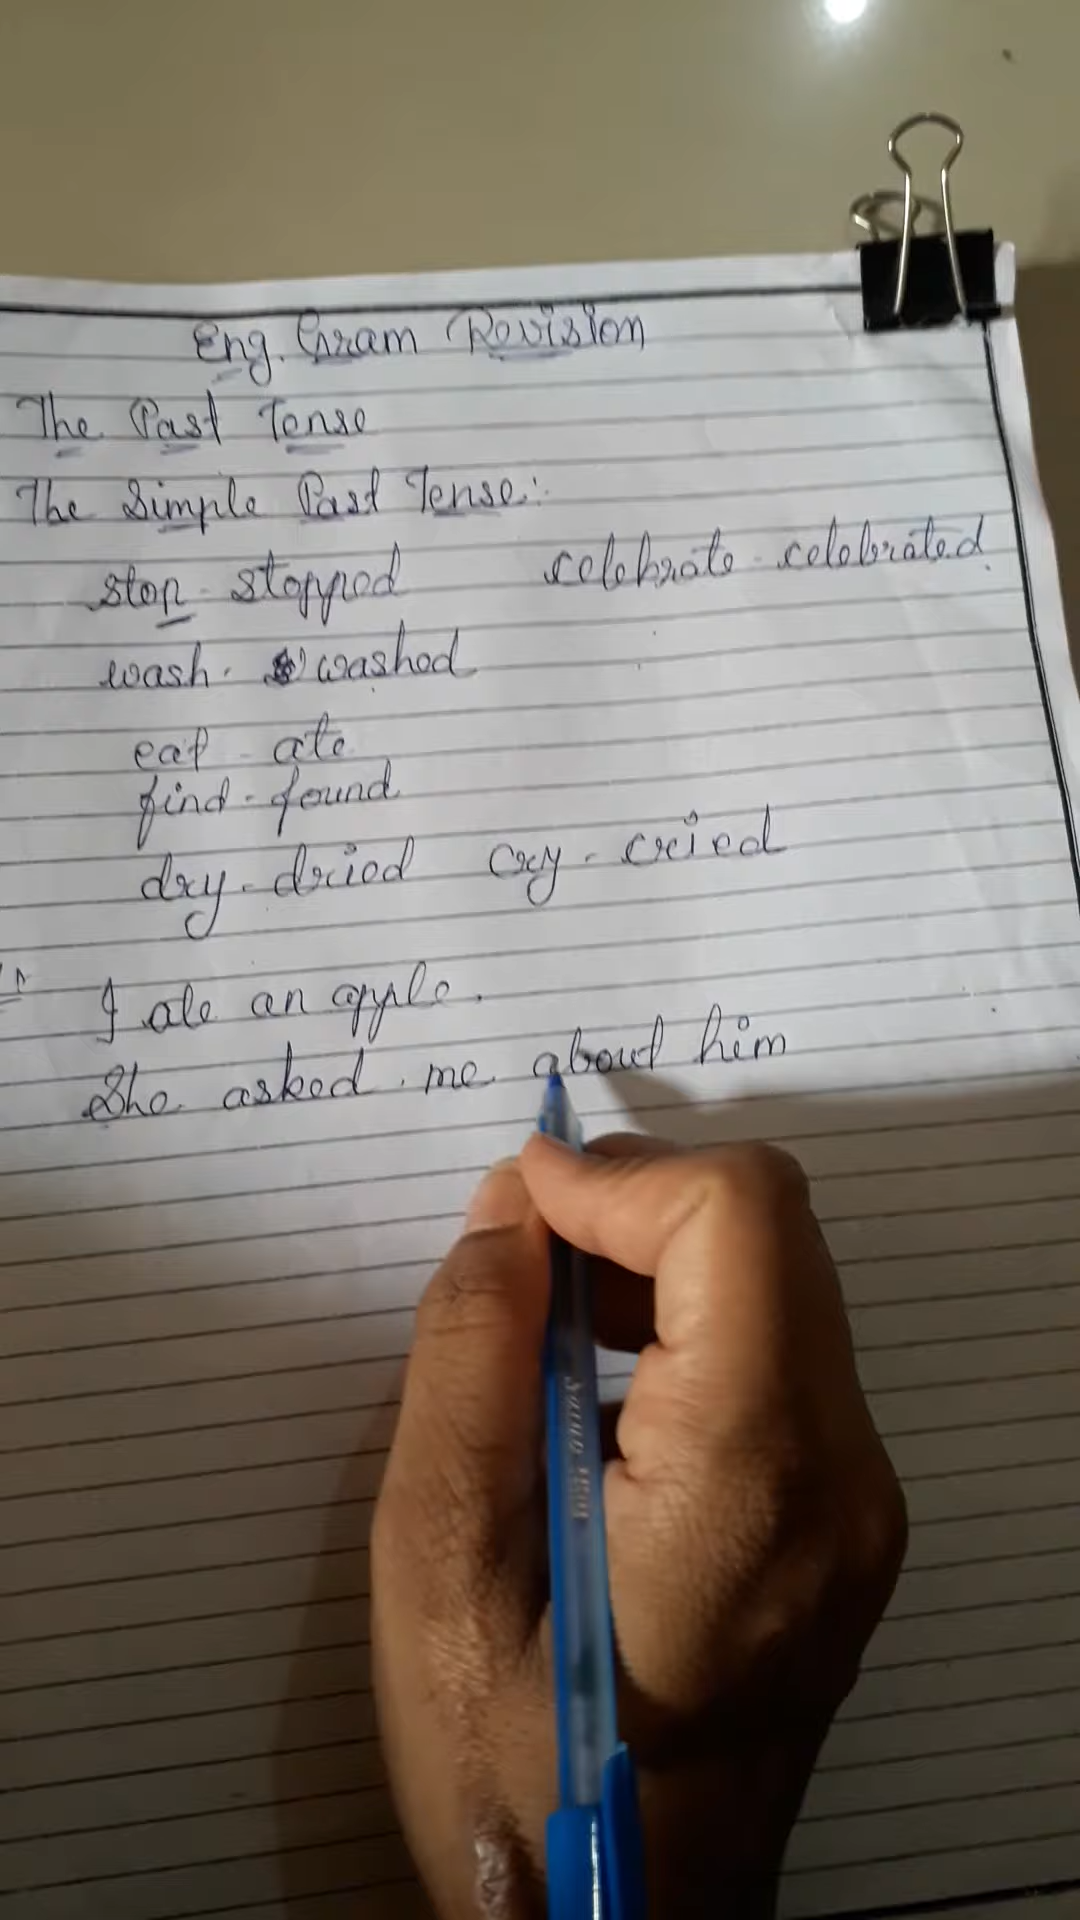 Eng. Gram Revision
The Past Tense
The Simple Past Tense:
stop - stopped celebrate - celebrated.
wash - washed
eat - ate
find - found
dry - dried cry - cried
I ate an apple.
She asked me about him